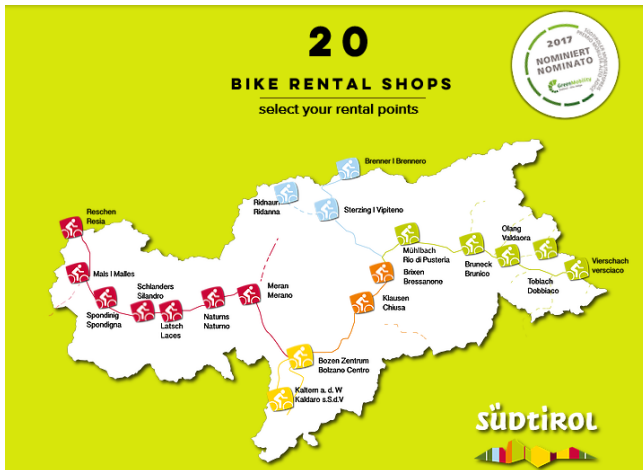 20
BIKE RENTAL SHOPS
select your rental points
2017
NOMINIERT
NOMINATO
GreenMobility
Brenner I Brennero
Ridnaun
Ridanna
Sterzing I Vipiteno
Reschen
Resia
Mühlbach
Rio di Pusteria
Olang
Valdaora
Mals I Malles
Brixen
Bressanone
Bruneck
Brunico
Vierschach
versciaco
Toblach
Dobbiaco
Schlanders
Silandro
Meran
Merano
Klausen
Chiusa
Spondinig
Spondigna
Latsch
Laces
Naturns
Naturno
Bozen Zentrum
Bolzano Centro
Kaltern a. d. W
Kaldaro s.S.d.V
SÜDTIROL